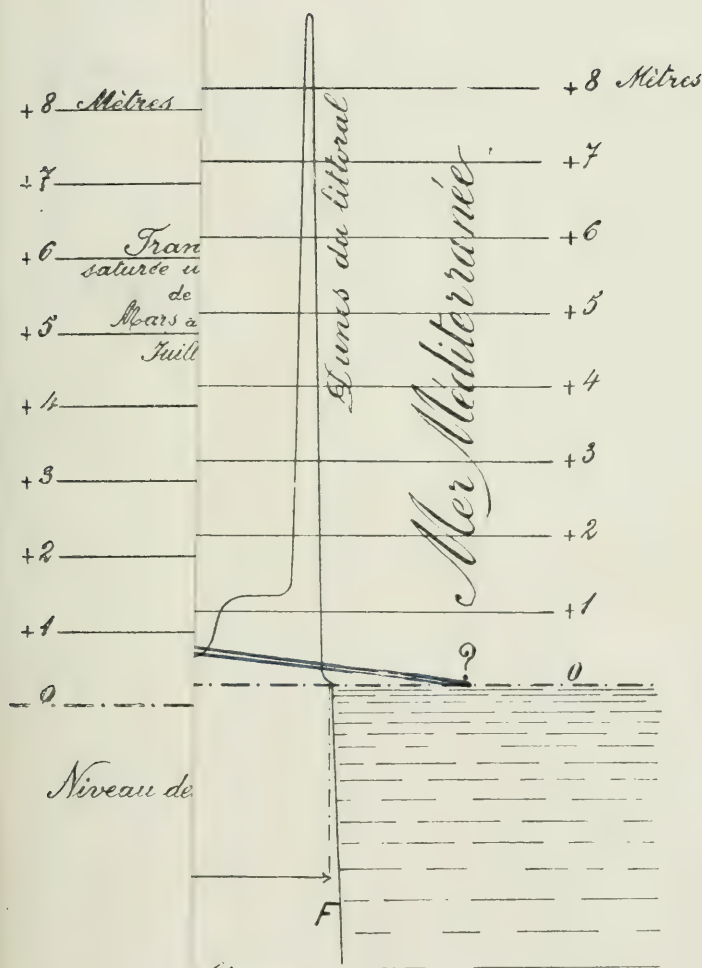 +8 Mètres
+7
+6
+5
+4
+3
+2
+1
0
Tran
saturée u
de
Mars à
Juill
Niveau de
Dunes du littoral
Mer Méditerranée
+8 Mètres
+7
+6
+5
+4
+3
+2
+1
0
?
F